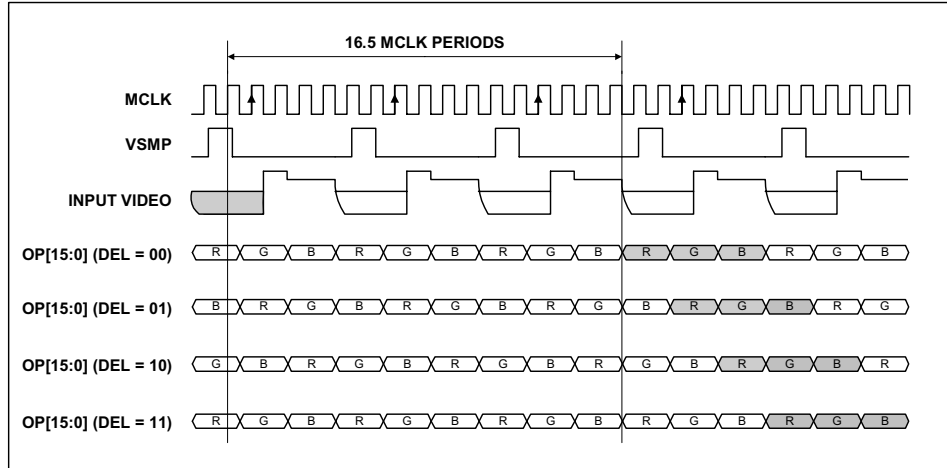 16.5 MCLK PERIODS
MCLK
VSMP
INPUT VIDEO
OP[15:0] (DEL = 00) R G B R G B R G B R G B R G B
OP[15:0] (DEL = 01) B R G B R G B R G B R G B R G
OP[15:0] (DEL = 10) G B R G B R G B R G B R G B R
OP[15:0] (DEL = 11) R G B R G B R G B R G B R G B